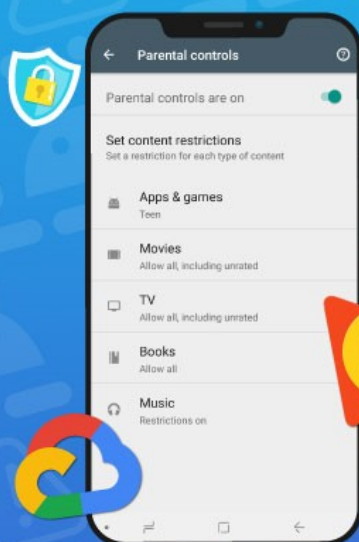 Parental controls
Parental controls are on
Set content restrictions
Set a restriction for each type of content
Apps & games
Teen
Movies
Allow all, including unrated
TV
Allow all, including unrated
Books
Allow all
Music
Restrictions on